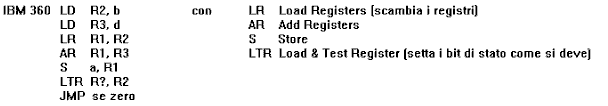 IBM 360 LD R2, b con LR Load Registers (scambia i registri)
LD R3, d AR Add Registers
LR R1, R2 S Store
AR R1, R3 LTR Load & Test Register (setta i bit di stato come si deve)
S a, R1
LTR R?, R2
JMP se zero